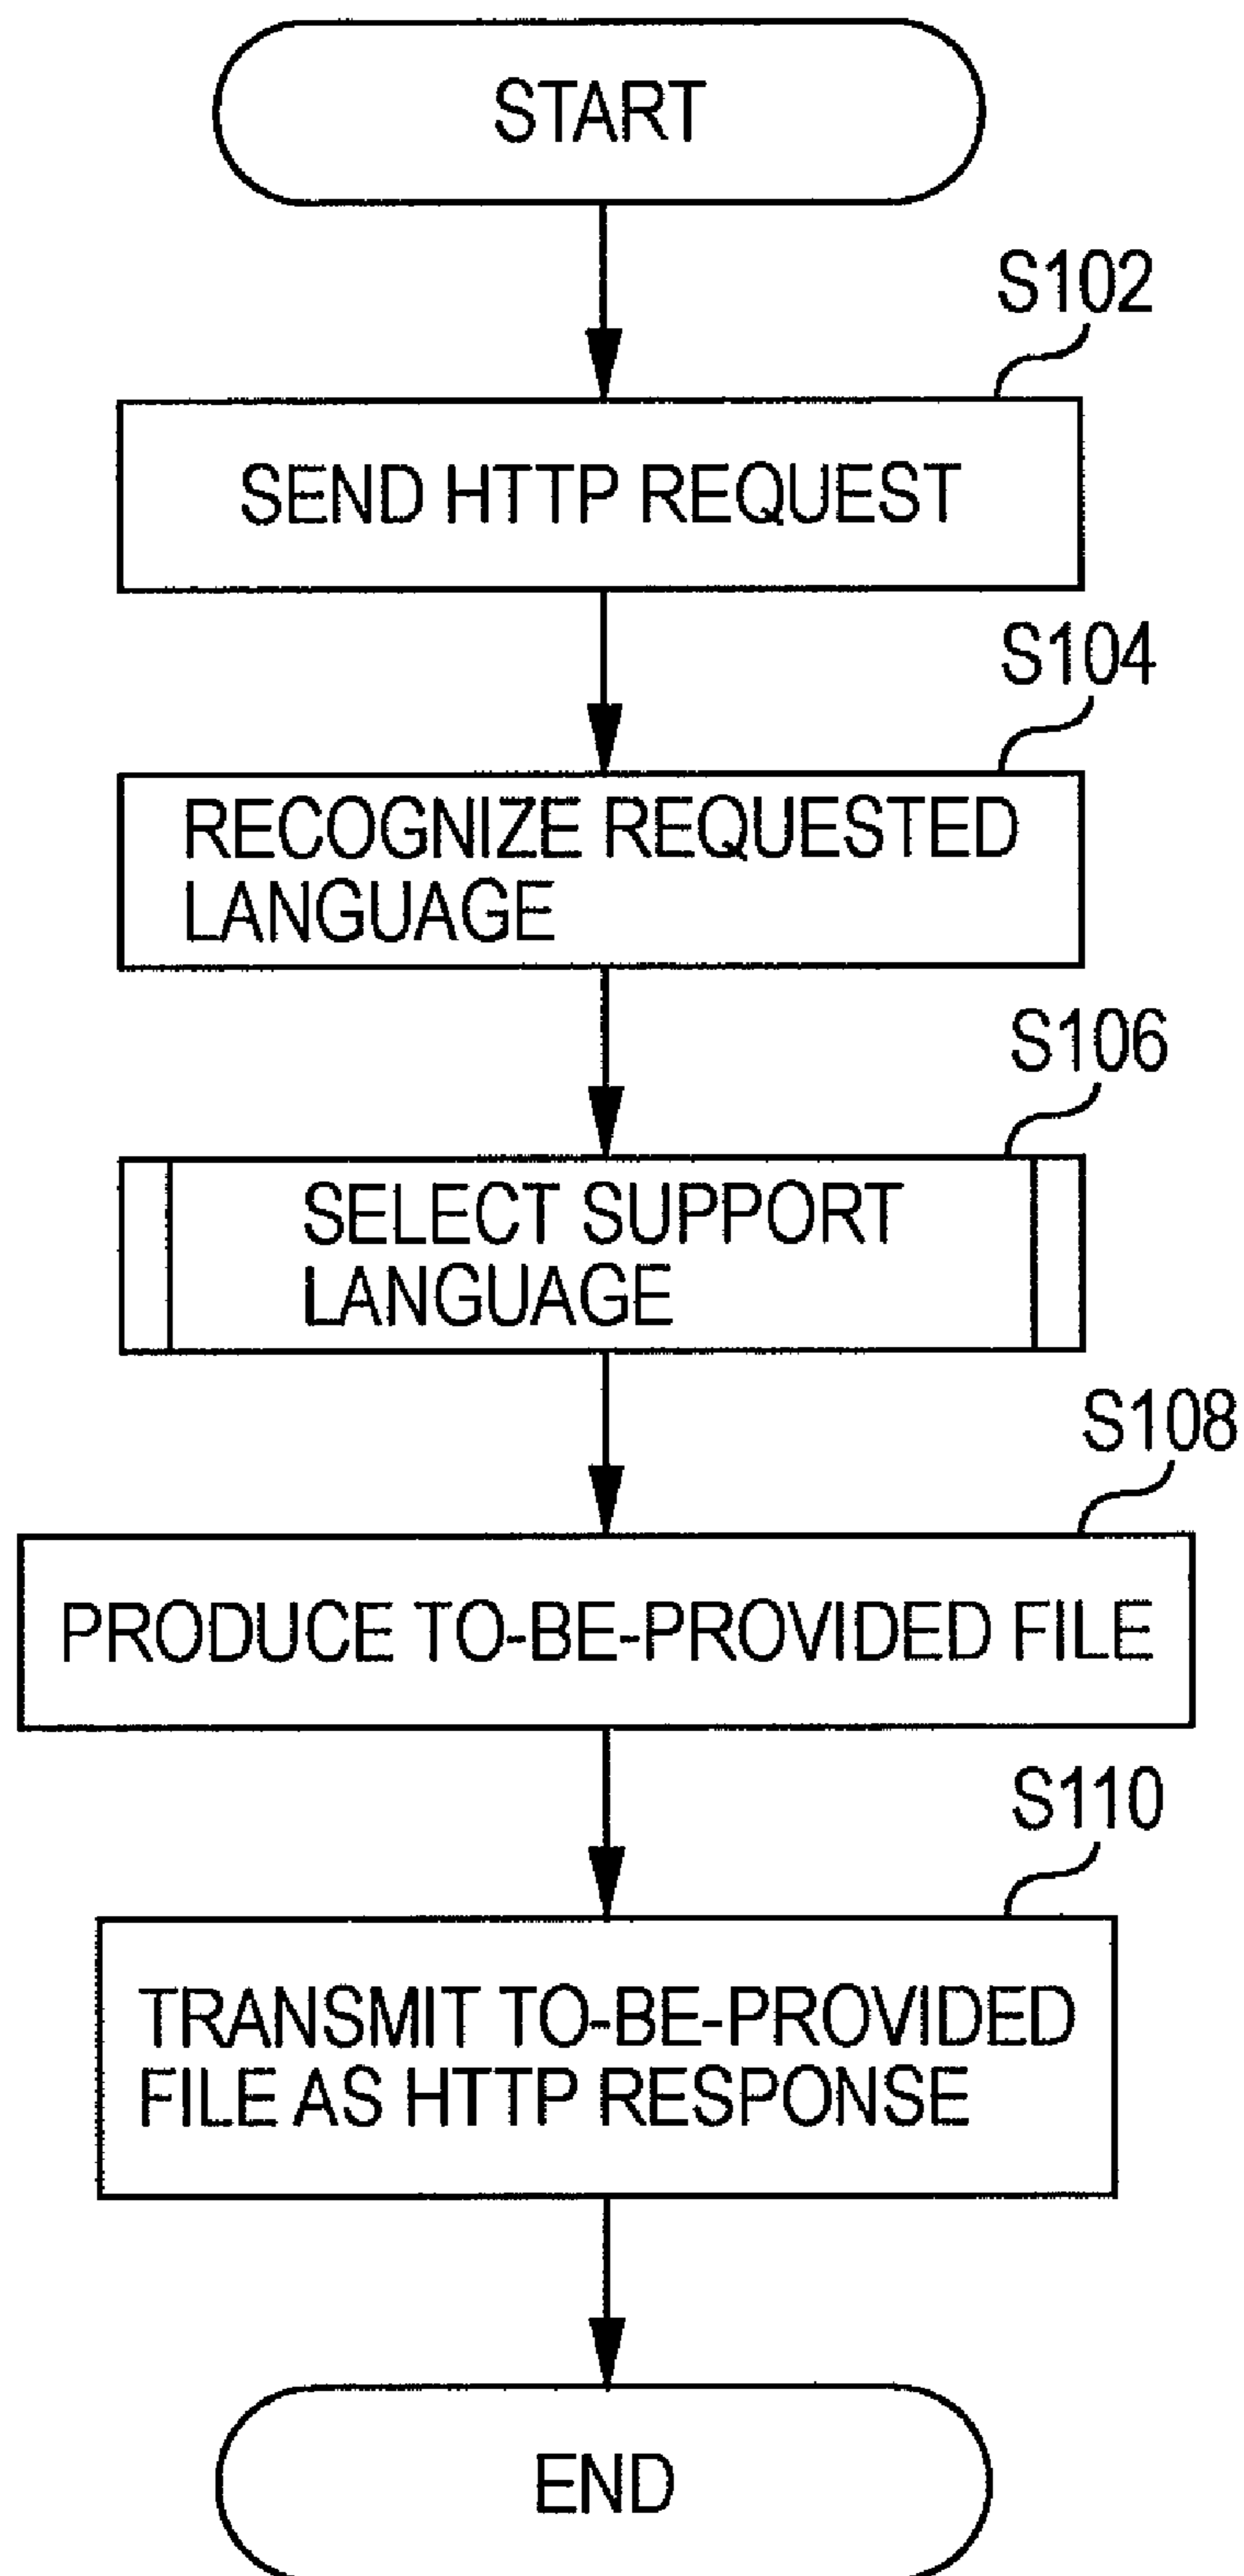 START
S102
SEND HTTP REQUEST
S104
RECOGNIZE REQUESTED
LANGUAGE
S106
SELECT SUPPORT
LANGUAGE
S108
PRODUCE TO-BE-PROVIDED FILE
S110
TRANSMIT TO-BE-PROVIDED
FILE AS HTTP RESPONSE
END